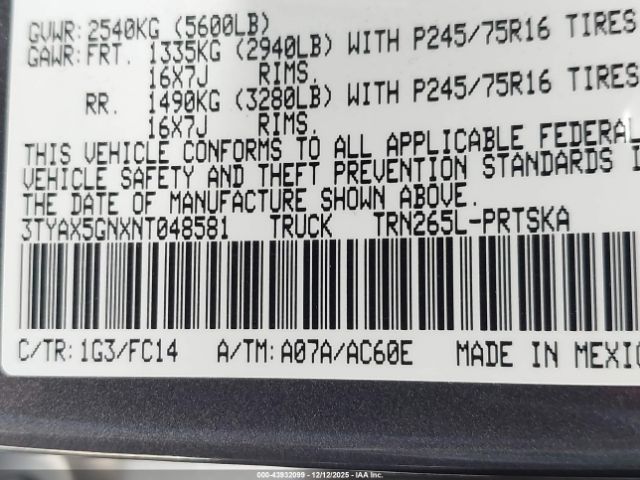 GVWR: 2540KG (5600LB)
GAWR: FRT. 1335KG (2940LB) WITH P245/75R16 TIRES
16X7J RIMS.
RR. 1490KG (3280LB) WITH P245/75R16 TIRES
16X7J RIMS.
THIS VEHICLE CONFORMS TO ALL APPLICABLE FEDERAL
VEHICLE SAFETY AND THEFT PREVENTION STANDARDS I
THE DATE OF MANUFACTURE SHOWN ABOVE.
3TYAX5GNXNT048581 TRUCK TRN265L-PRTSKA
C/TR: 1G3/FC14 A/TM: A07A/AC60E MADE IN MEXICO
000-43932099 - 12/12/2025 - IAA Inc.